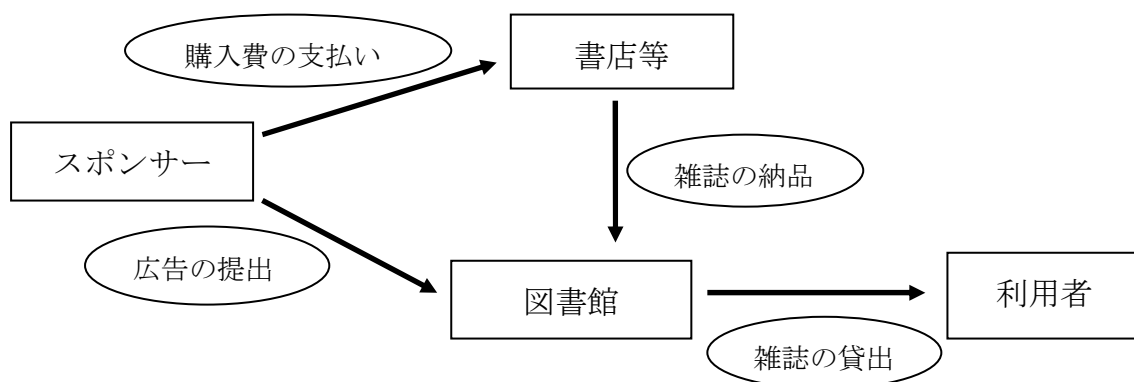 購入費の支払い
書店等
スポンサー
雑誌の納品
広告の提出
図書館
利用者
雑誌の貸出